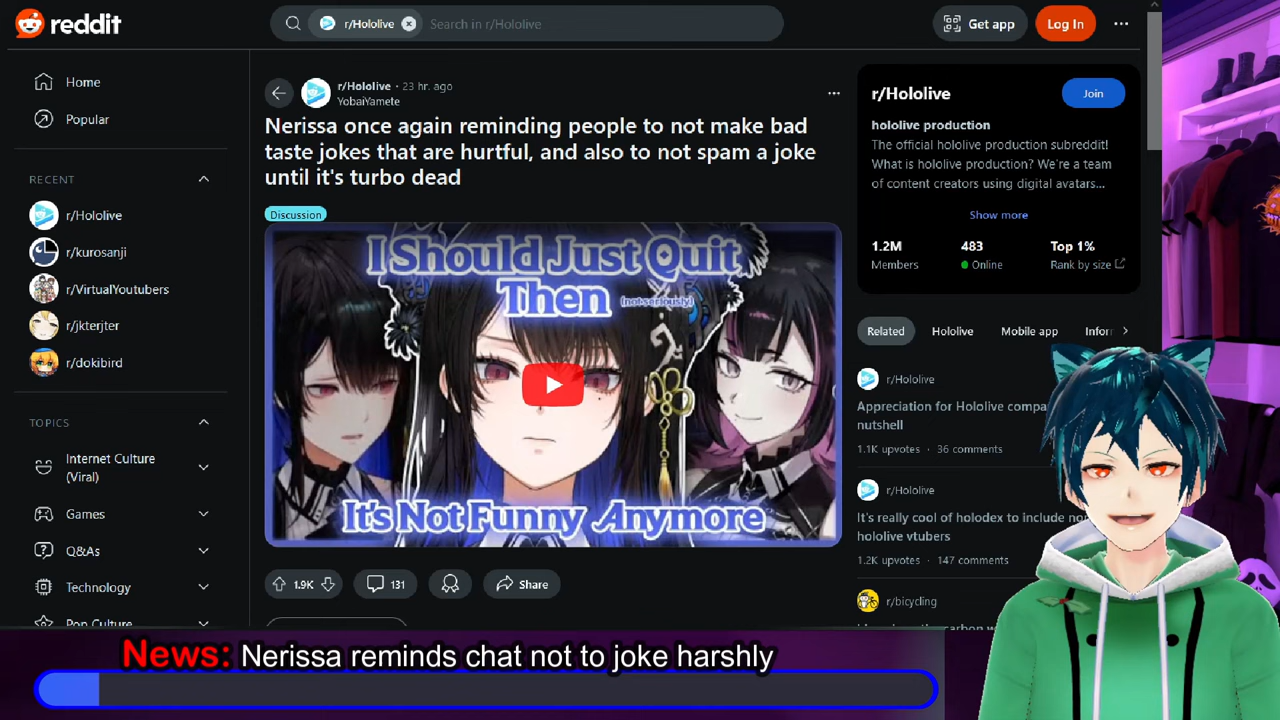 reddit
r/Hololive
Search in r/Hololive
Get app
Log In
Home
Popular
RECENT
r/Hololive
r/kurosanji
r/VirtualYoutubers
r/jkterjter
r/dokibird
TOPICS
Internet Culture
(Viral)
Games
Q&As
Technology
Pop Culture
r/Hololive • 23 hr. ago
YobaiYamete
Nerissa once again reminding people to not make bad
taste jokes that are hurtful, and also to not spam a joke
until it's turbo dead
Discussion
I Should Just Quit
Then (not seriously)
It's Not Funny Anymore
1.9K
131
Share
r/Hololive
Join
hololive production
The official hololive production subreddit!
What is hololive production? We're a team
of content creators using digital avatars...
Show more
1.2M 483 Top 1%
Members Online Rank by size
Related Hololive Mobile app Infor
r/Hololive
Appreciation for Hololive compa
nutshell
1.1K upvotes • 36 comments
r/Hololive
It's really cool of holodex to include no
hololive vtubers
1.2K upvotes • 147 comments
r/bicycling
News: Nerissa reminds chat not to joke harshly